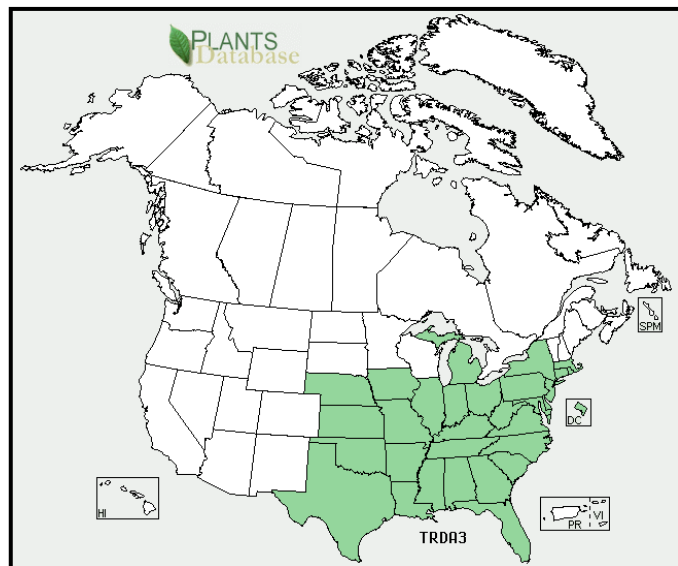 PLANTS
Database
SPM
DC
HI
PR
VI
TRDA3